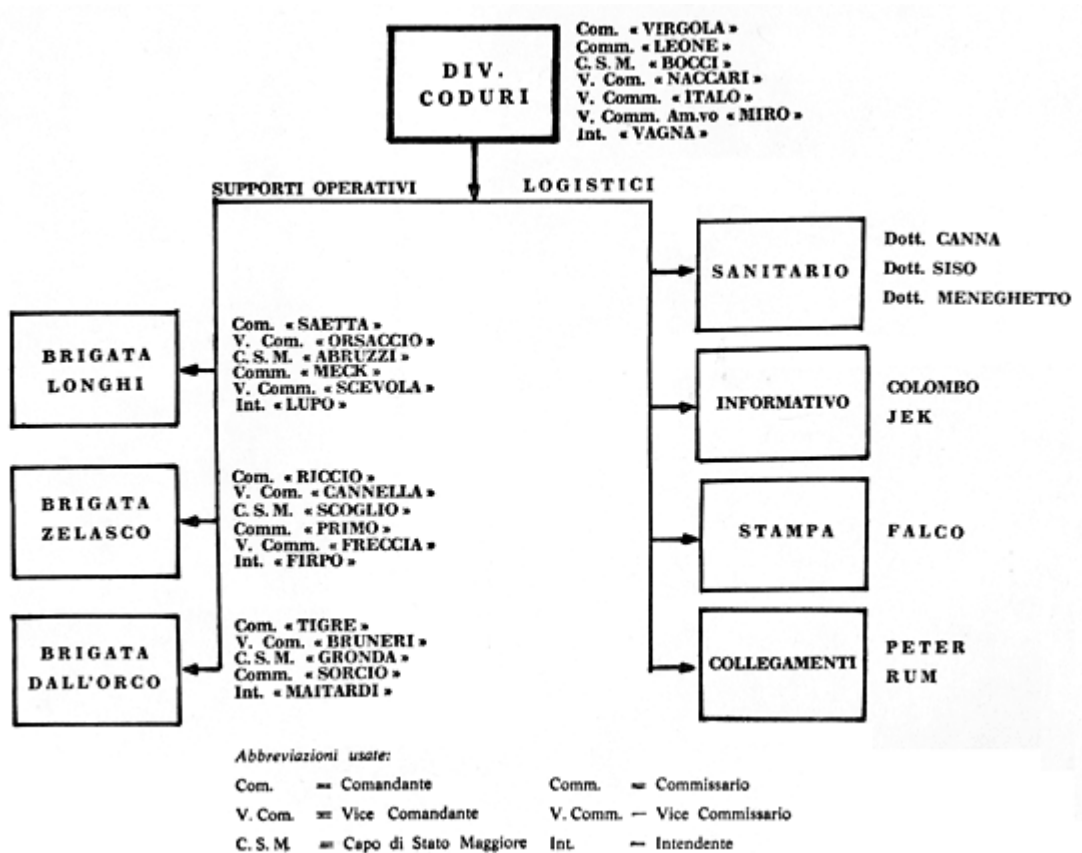 DIV.
CODURI
Com. « VIRGOLA »
Comm. « LEONE »
C. S. M. « BOCCI »
V. Com. « NACCARI »
V. Comm. « ITALO »
V. Comm. Am.vo « MIRO »
Int. « VAGNA »
SUPPORTI OPERATIVI
LOGISTICI
BRIGATA
LONGHI
Com. « SAETTA »
V. Com. « ORSACCIO »
C. S. M. « ABRUZZI »
Comm. « MECK »
V. Comm. « SCEVOLA »
Int. « LUPO »
BRIGATA
ZELASCO
Com. « RICCIO »
V. Com. « CANNELLA »
C. S. M. « SCOGLIO »
Comm. « PRIMO »
V. Comm. « FRECCIA »
Int. « FIRPO »
BRIGATA
DALL'ORCO
Com. « TIGRE »
V. Com. « BRUNERI »
C. S. M. « GRONDA »
Comm. « SORCIO »
Int. « MAITARDI »
SANITARIO
Dott. CANNA
Dott. SISO
Dott. MENEGHETTO
INFORMATIVO
COLOMBO
JEK
STAMPA
FALCO
COLLEGAMENTI
PETER
RUM
Abbreviazioni usate:
Com. = Comandante
Comm. = Commissario
V. Com. = Vice Comandante
V. Comm. — Vice Commissario
C. S. M. = Capo di Stato Maggiore
Int. — Intendente